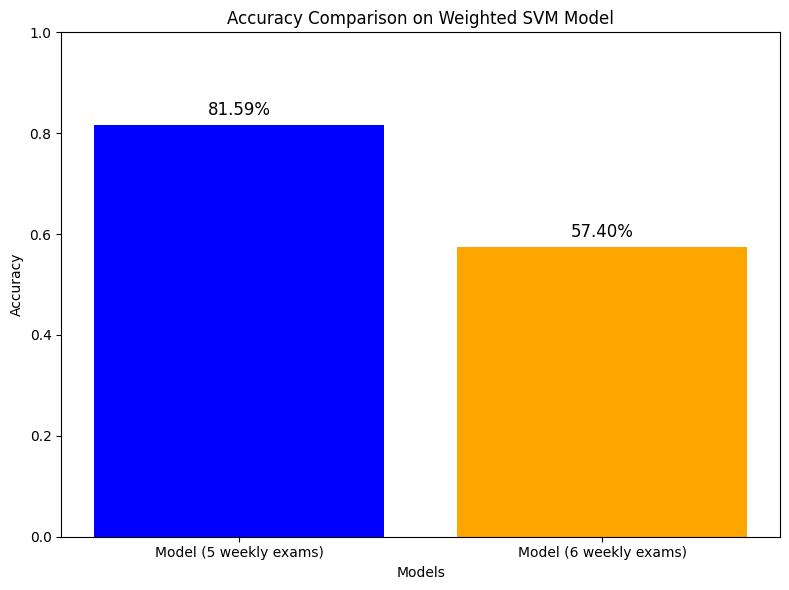 Accuracy Comparison on Weighted SVM Model
1.0
0.8
0.6
0.4
0.2
0.0
Accuracy
81.59%
57.40%
Model (5 weekly exams)
Model (6 weekly exams)
Models